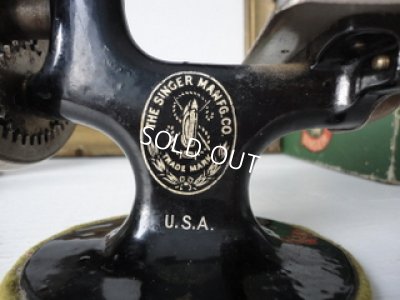 THE SINGER MANFG. CO.
SOLD OUT
TRADE MARK
U.S.A.